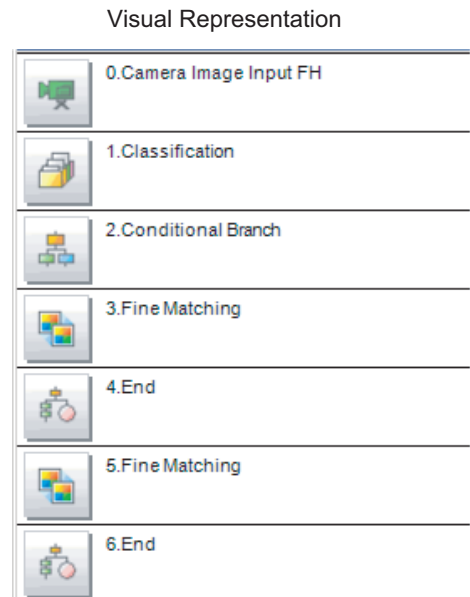 Visual Representation
0.Camera Image Input FH
1.Classification
2.Conditional Branch
3.Fine Matching
4.End
5.Fine Matching
6.End